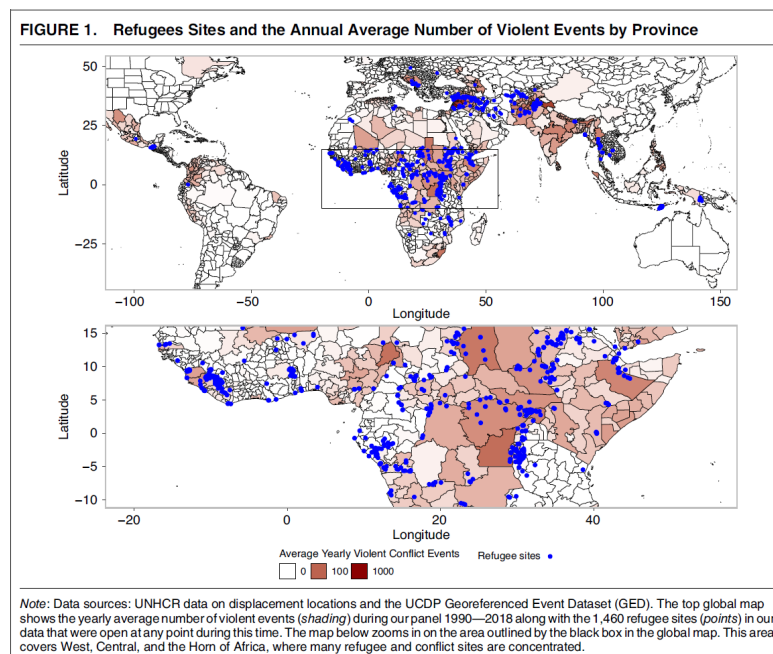 FIGURE 1. Refugees Sites and the Annual Average Number of Violent Events by Province
50
25
0
−25
Latitude
−100 −50 0 50 100 150
Longitude
15
10
5
0
−5
−10
Latitude
−20 0 20 40
Longitude
Average Yearly Violent Conflict Events
0 100 1000
Refugee sites
Note: Data sources: UNHCR data on displacement locations and the UCDP Georeferenced Event Dataset (GED). The top global map
shows the yearly average number of violent events (shading) during our panel 1990—2018 along with the 1,460 refugee sites (points) in our
data that were open at any point during this time. The map below zooms in on the area outlined by the black box in the global map. This area
covers West, Central, and the Horn of Africa, where many refugee and conflict sites are concentrated.